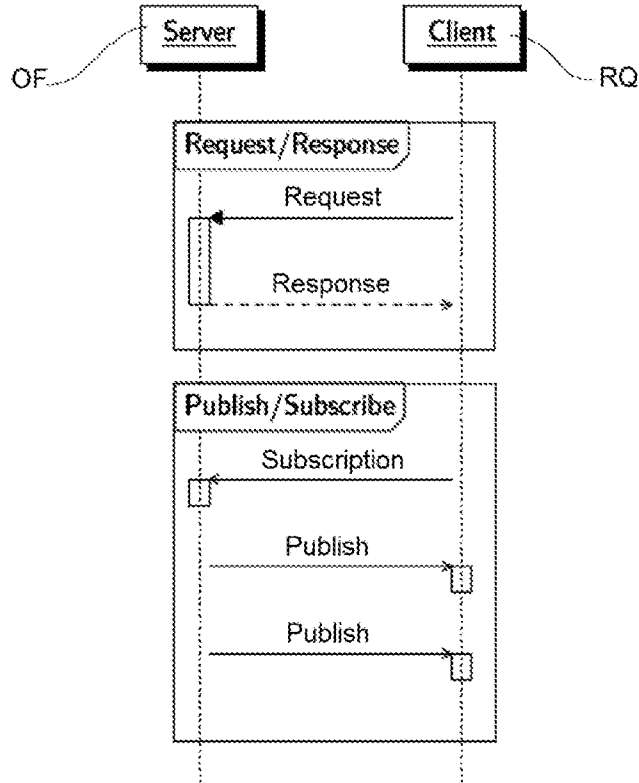 Server
Client
OF
RQ
Request/Response
Request
Response
Publish/Subscribe
Subscription
Publish
Publish